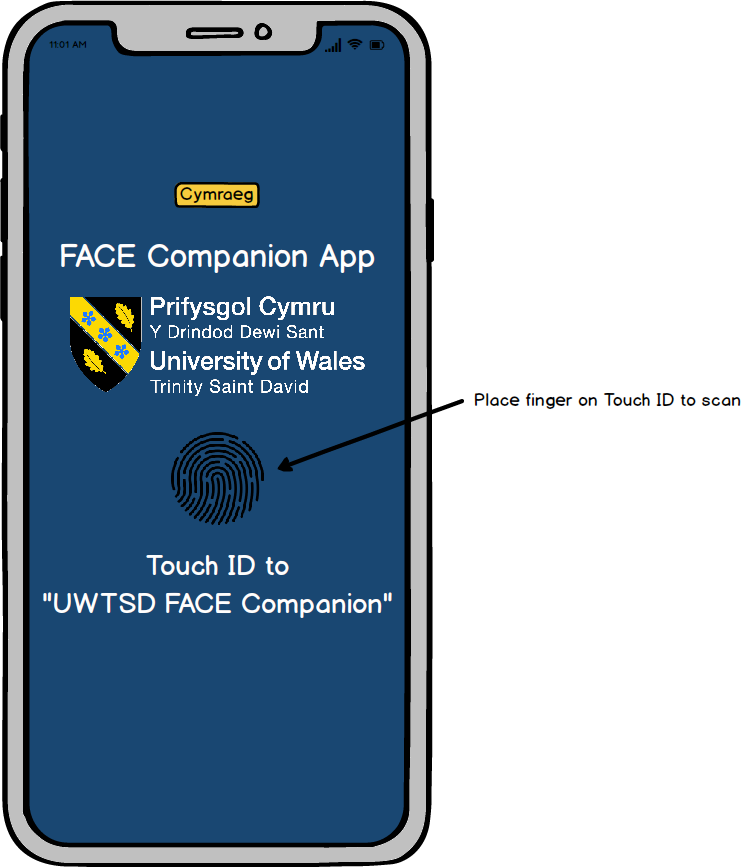 11:01 AM
Cymraeg
FACE Companion App
Prifysgol Cymru
Y Drindod Dewi Sant
University of Wales
Trinity Saint David
Place finger on Touch ID to scan
Touch ID to
"UWTSD FACE Companion"